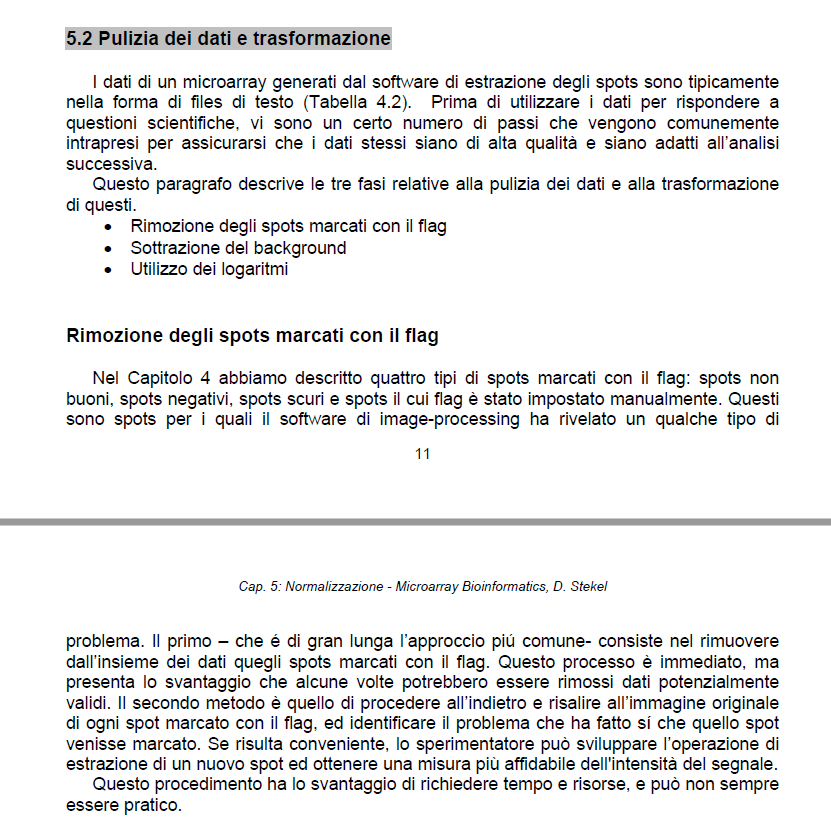 5.2 Pulizia dei dati e trasformazione
I dati di un microarray generati dal software di estrazione degli spots sono tipicamente
nella forma di files di testo (Tabella 4.2). Prima di utilizzare i dati per rispondere a
questioni scientifiche, vi sono un certo numero di passi che vengono comunemente
intrapresi per assicurarsi che i dati stessi siano di alta qualità e siano adatti all'analisi
successiva.
Questo paragrafo descrive le tre fasi relative alla pulizia dei dati e alla trasformazione
di questi.
• Rimozione degli spots marcati con il flag
• Sottrazione del background
• Utilizzo dei logaritmi
Rimozione degli spots marcati con il flag
Nel Capitolo 4 abbiamo descritto quattro tipi di spots marcati con il flag: spots non
buoni, spots negativi, spots scuri e spots il cui flag è stato impostato manualmente. Questi
sono spots per i quali il software di image-processing ha rivelato un qualche tipo di
11
Cap. 5: Normalizzazione - Microarray Bioinformatics, D. Stekel
problema. Il primo – che é di gran lunga l'approccio piú comune- consiste nel rimuovere
dall'insieme dei dati quegli spots marcati con il flag. Questo processo è immediato, ma
presenta lo svantaggio che alcune volte potrebbero essere rimossi dati potenzialmente
validi. Il secondo metodo è quello di procedere all'indietro e risalire all'immagine originale
di ogni spot marcato con il flag, ed identificare il problema che ha fatto sí che quello spot
venisse marcato. Se risulta conveniente, lo sperimentatore può sviluppare l'operazione di
estrazione di un nuovo spot ed ottenere una misura più affidabile dell'intensità del segnale.
Questo procedimento ha lo svantaggio di richiedere tempo e risorse, e può non sempre
essere pratico.